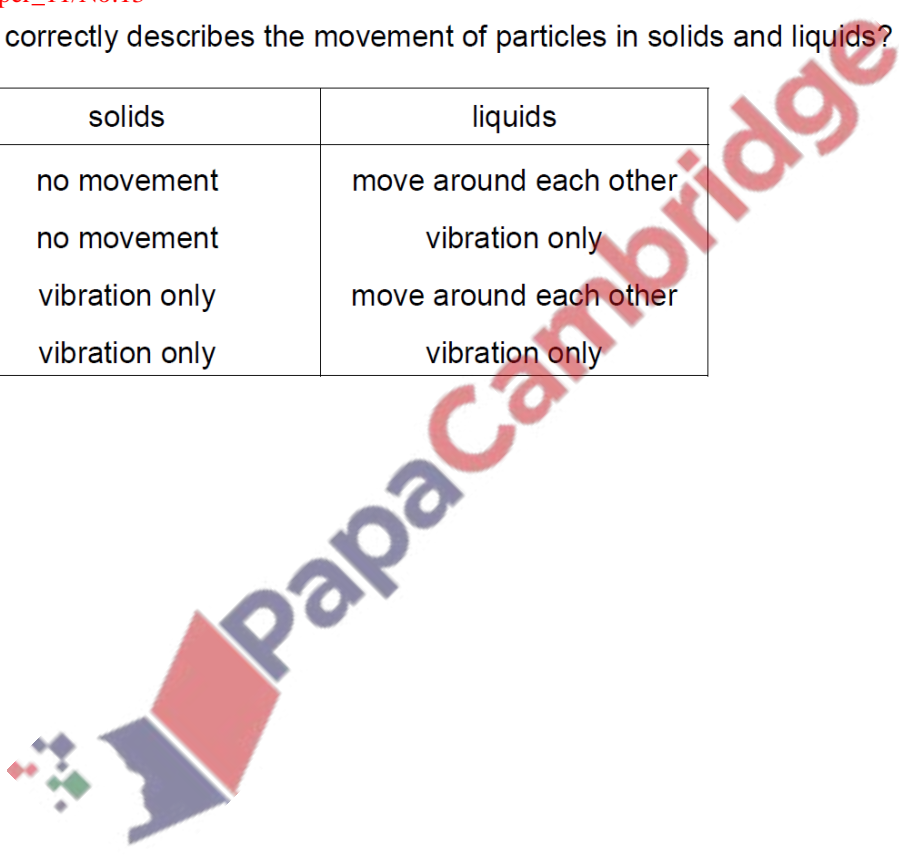 correctly describes the movement of particles in solids and liquids?
solids liquids
no movement move around each other
no movement vibration only
vibration only move around each other
vibration only vibration only
PapaCambridge